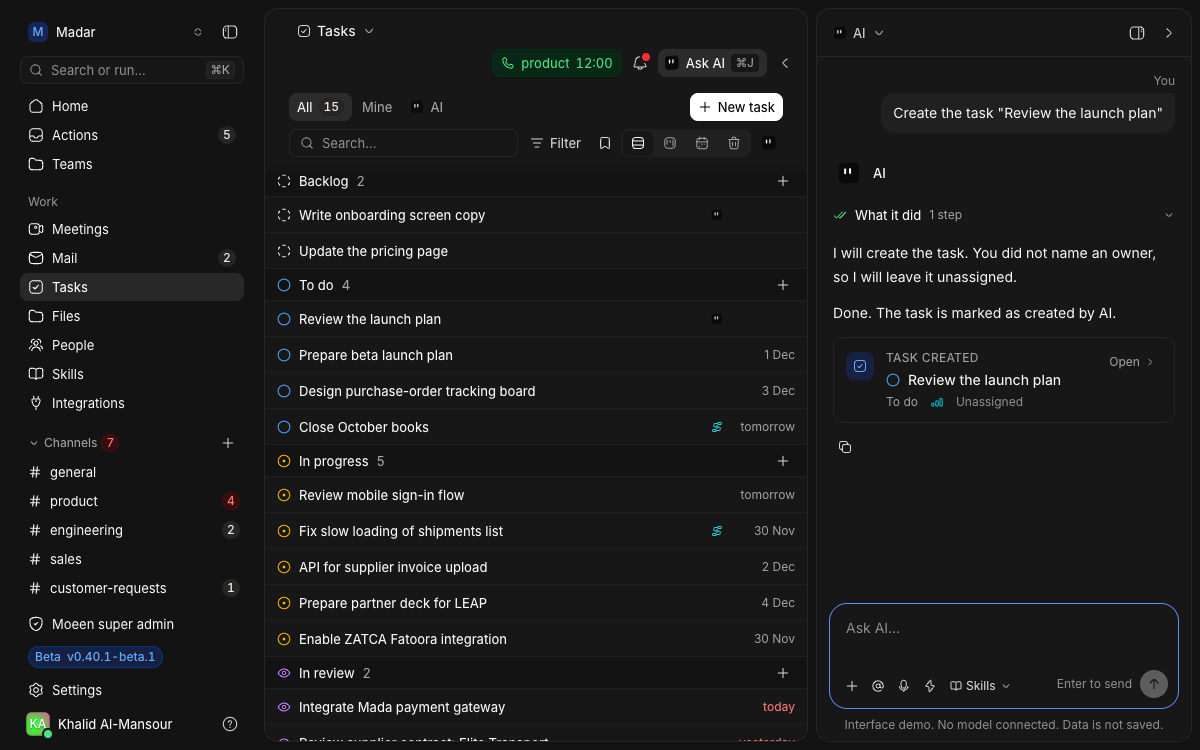 M Madar
Search or run... ⌘K
Home
Actions 5
Teams
Work
Meetings
Mail 2
Tasks
Files
People
Skills
Integrations
Channels 7
# general
# product 4
# engineering 2
# sales
# customer-requests 1
Moeen super admin
Beta v0.40.1-beta.1
Settings
KA Khalid Al-Mansour
Tasks
product 12:00
Ask AI ⌘J
All 15 Mine AI
New task
Search... Filter
Backlog 2
Write onboarding screen copy
Update the pricing page
To do 4
Review the launch plan
Prepare beta launch plan 1 Dec
Design purchase-order tracking board 3 Dec
Close October books tomorrow
In progress 5
Review mobile sign-in flow tomorrow
Fix slow loading of shipments list 30 Nov
API for supplier invoice upload 2 Dec
Prepare partner deck for LEAP 4 Dec
Enable ZATCA Fatoora integration 30 Nov
In review 2
Integrate Mada payment gateway today
Review supplier contract: Elite Transport yesterday
AI
You
Create the task "Review the launch plan"
AI
What it did 1 step
I will create the task. You did not name an owner,
so I will leave it unassigned.
Done. The task is marked as created by AI.
TASK CREATED
Open
Review the launch plan
To do Unassigned
Ask AI...
Skills Enter to send
Interface demo. No model connected. Data is not saved.